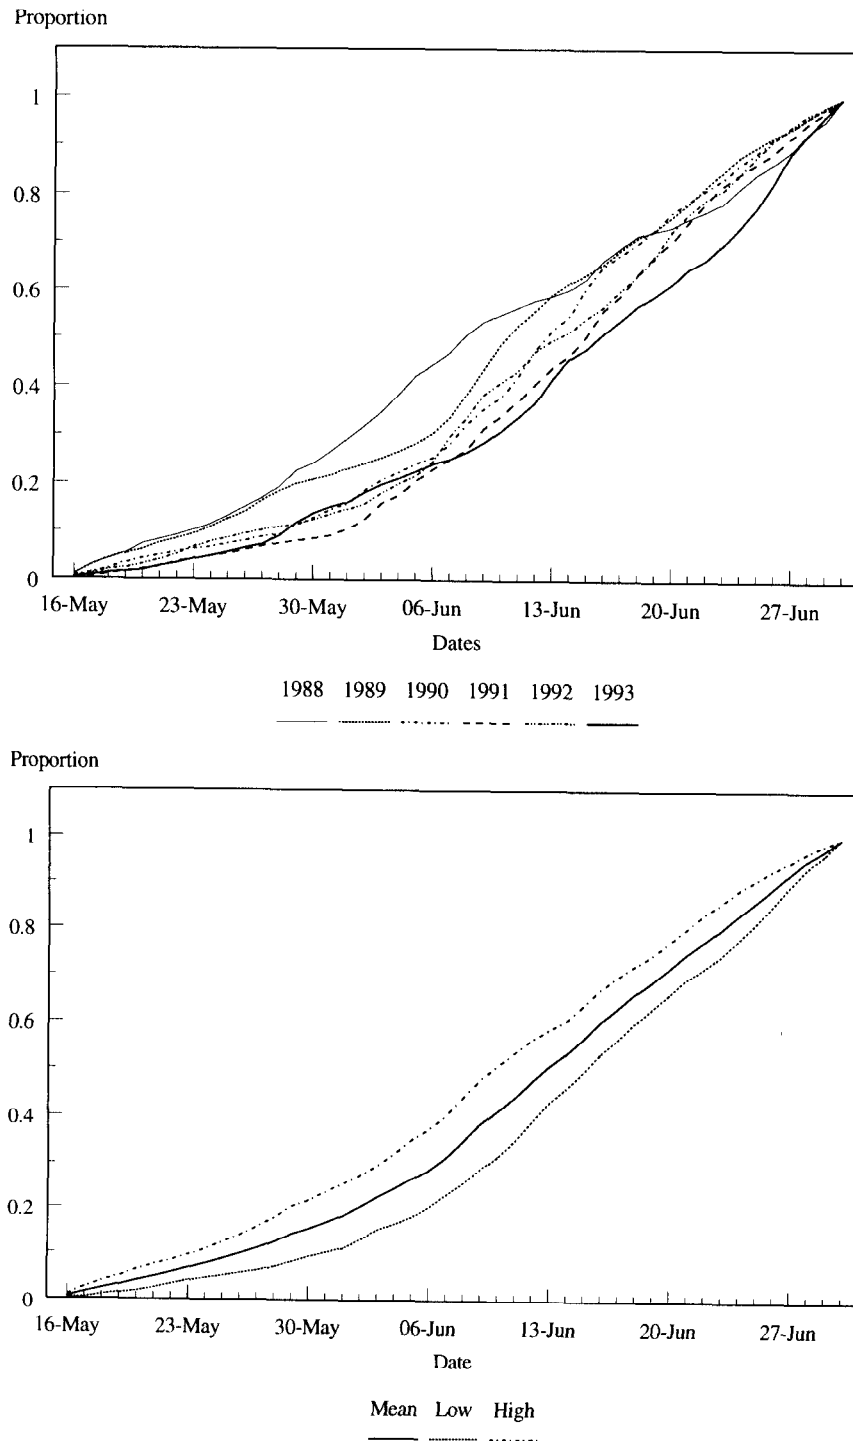 Proportion
1
0.8
0.6
0.4
0.2
0
16-May 23-May 30-May 06-Jun 13-Jun 20-Jun 27-Jun
Dates
1988 1989 1990 1991 1992 1993
Proportion
1
0.8
0.6
0.4
0.2
0
16-May 23-May 30-May 06-Jun 13-Jun 20-Jun 27-Jun
Date
Mean Low High